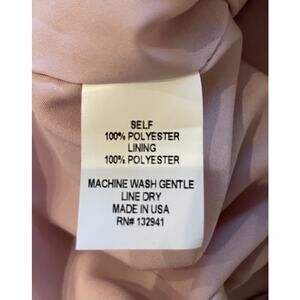 SELF
100% POLYESTER
LINING
100% POLYESTER
MACHINE WASH GENTLE
LINE DRY
MADE IN USA
RN# 132941